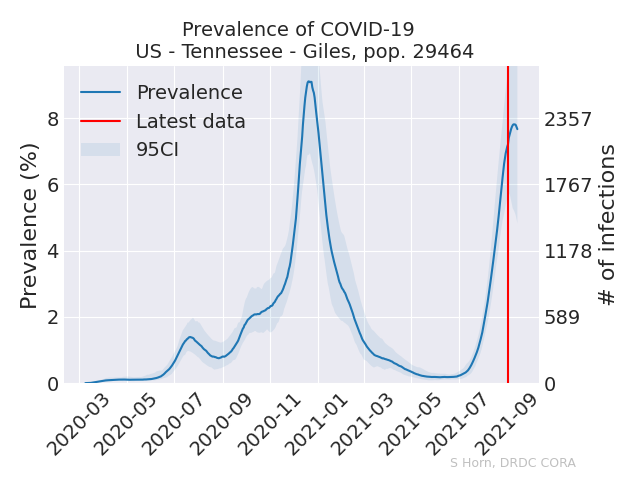 Prevalence of COVID-19
US - Tennessee - Giles, pop. 29464
Prevalence
Latest data
95CI
Prevalence (%)
8
6
4
2
0
2357
1767
1178
589
0
# of infections
2020-03
2020-05
2020-07
2020-09
2020-11
2021-01
2021-03
2021-05
2021-07
2021-09
S Horn, DRDC CORA